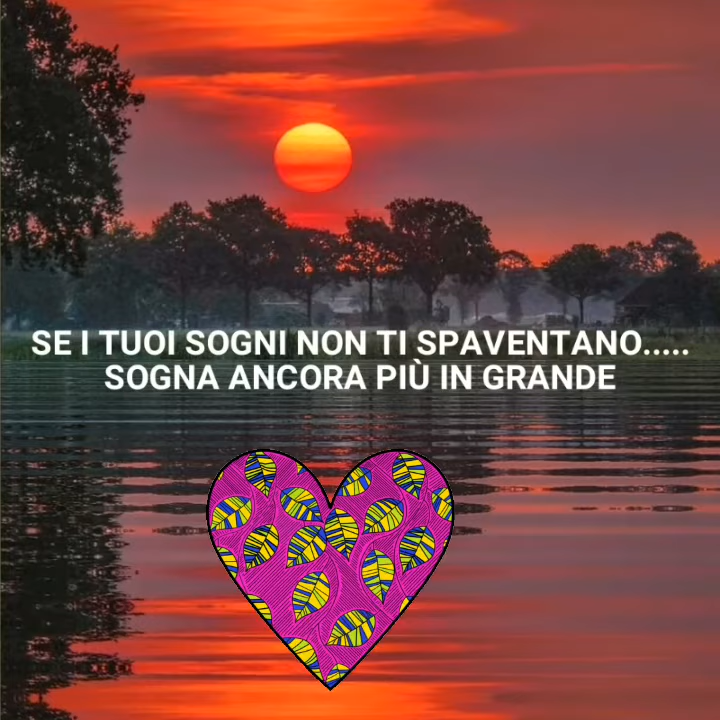 SE I TUOI SOGNI NON TI SPAVENTANO.....
SOGNA ANCORA PIÙ IN GRANDE